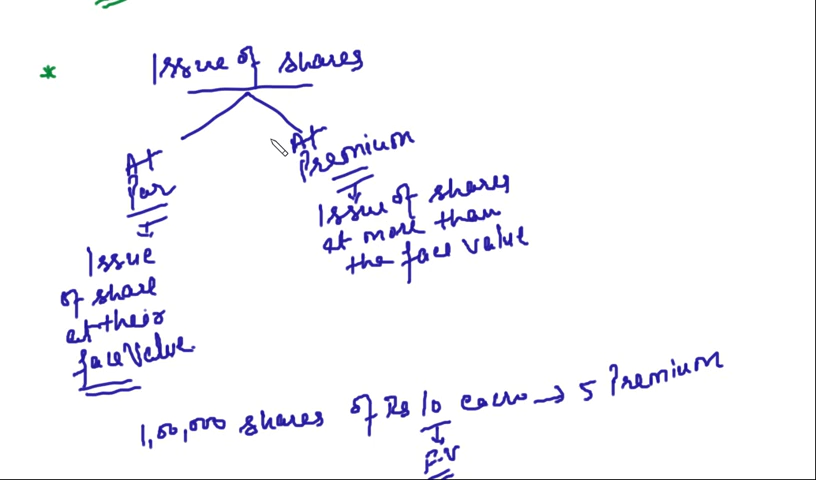 * Issue of shares
At
Par
Issue
of share
at their
face Value.
At
Premium
Issue of shares
at more than
the face value
1,00,000 shares of Rs 10 each → 5 Premium
F.V